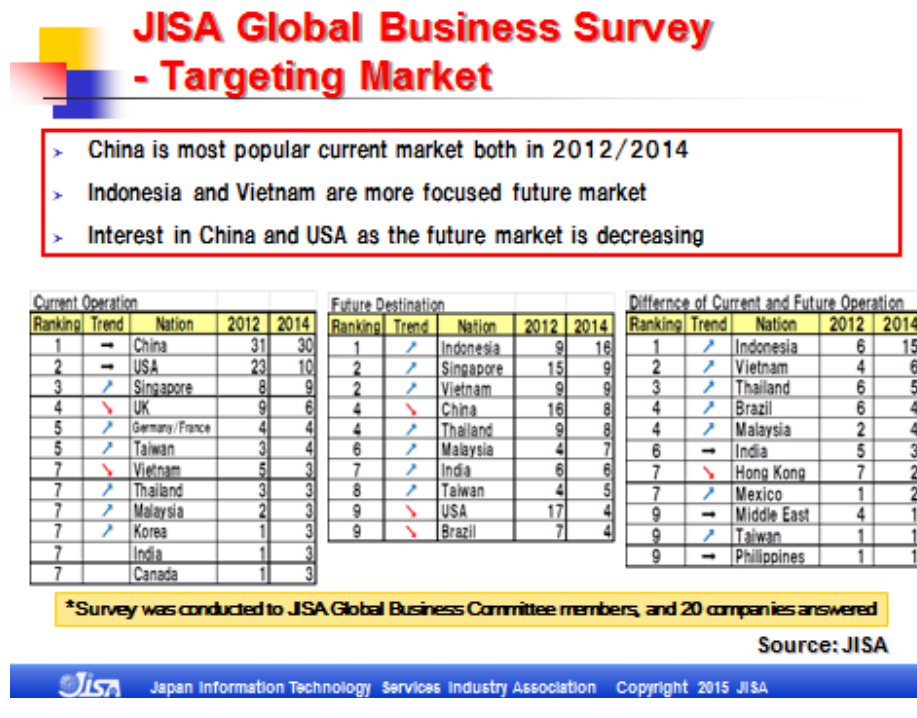 JISA Global Business Survey
- Targeting Market
China is most popular current market both in 2012/2014
Indonesia and Vietnam are more focused future market
Interest in China and USA as the future market is decreasing
Current Operation
Ranking Trend Nation 2012 2014
1 → China 31 30
2 → USA 23 10
3 ↗ Singapore 8 9
4 ↘ UK 9 6
5 ↗ Germany/France 4 4
5 ↗ Taiwan 3 4
7 ↘ Vietnam 5 3
7 ↗ Thailand 3 3
7 ↗ Malaysia 2 3
7 ↗ Korea 1 3
7 India 1 3
7 Canada 1 3
Future Destination
Ranking Trend Nation 2012 2014
1 ↗ Indonesia 9 16
2 ↗ Singapore 15 9
2 ↗ Vietnam 9 9
4 ↘ China 16 8
4 ↗ Thailand 9 8
6 ↗ Malaysia 4 7
7 ↗ India 6 6
8 ↗ Taiwan 4 5
9 ↘ USA 17 4
9 ↘ Brazil 7 4
Differnce of Current and Future Operation
Ranking Trend Nation 2012 2014
1 ↗ Indonesia 6 15
2 ↗ Vietnam 4 6
3 ↗ Thailand 6 5
4 ↗ Brazil 6 4
4 ↗ Malaysia 2 4
6 → India 5 3
7 ↘ Hong Kong 7 2
7 ↗ Mexico 1 2
9 → Middle East 4 1
9 ↗ Taiwan 1 1
9 → Philippines 1 1
*Survey was conducted to JISA Global Business Committee members, and 20 companies answered
Source: JISA
JISA Japan Information Technology Services Industry Association Copyright 2015 JISA